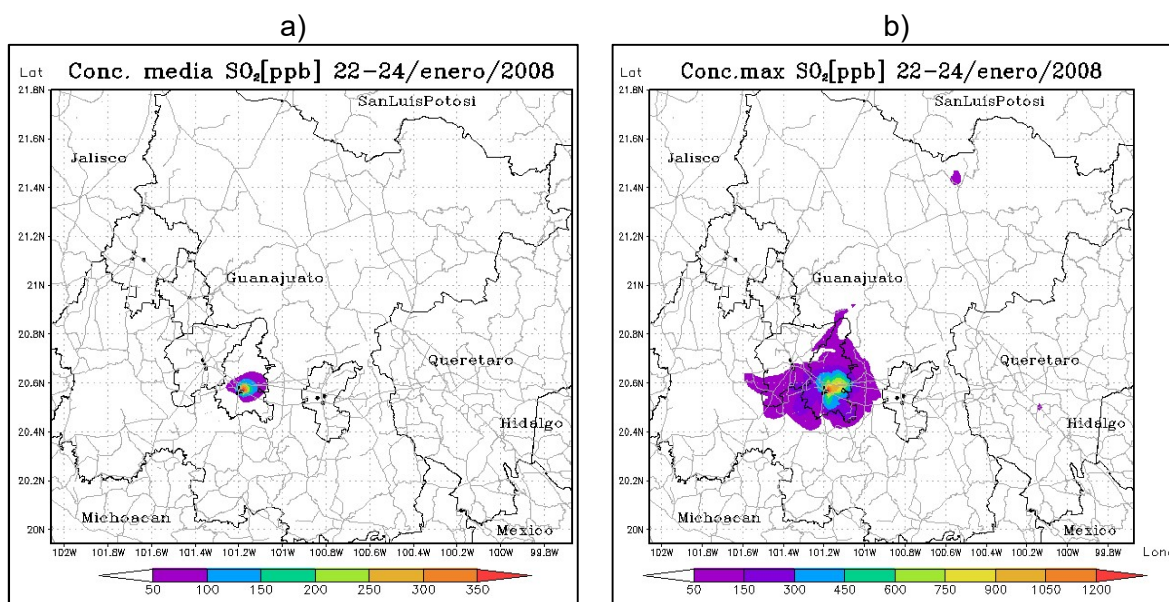 a)
Lat Conc. media SO₂[ppb] 22-24/enero/2008
21.8N
SanLuisPotosi
21.6N
Jalisco
21.4N
21.2N
Guanajuato
21N
20.8N
Queretaro
20.6N
Hidalgo
20.4N
20.2N
Michoacan
Mexico
20N
102W 101.8W 101.6W 101.4W 101.2W 101W 100.8W 100.6W 100.4W 100.2W 100W 99.8W
50 100 150 200 250 300 350
b)
Lat Conc.max SO₂[ppb] 22-24/enero/2008
21.8N
SanLuisPotosi
21.6N
Jalisco
21.4N
21.2N
Guanajuato
21N
20.8N
Queretaro
20.6N
Hidalgo
20.4N
20.2N
Michoacan
Mexico
20N
102W 101.8W 101.6W 101.4W 101.2W 101W 100.8W 100.6W 100.4W 100.2W 100W 99.8W
50 150 300 450 600 750 900 1050 1200